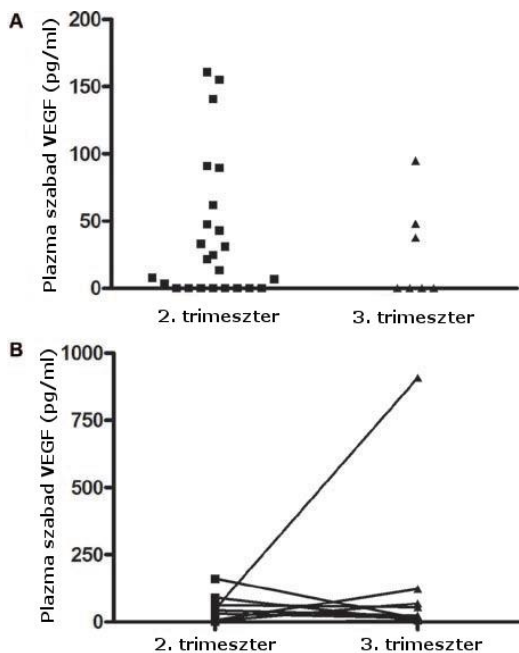 A
Plazma szabad VEGF (pg/ml)
200
150
100
50
0
2. trimeszter
3. trimeszter
B
Plazma szabad VEGF (pg/ml)
1000
750
500
250
0
2. trimeszter
3. trimeszter